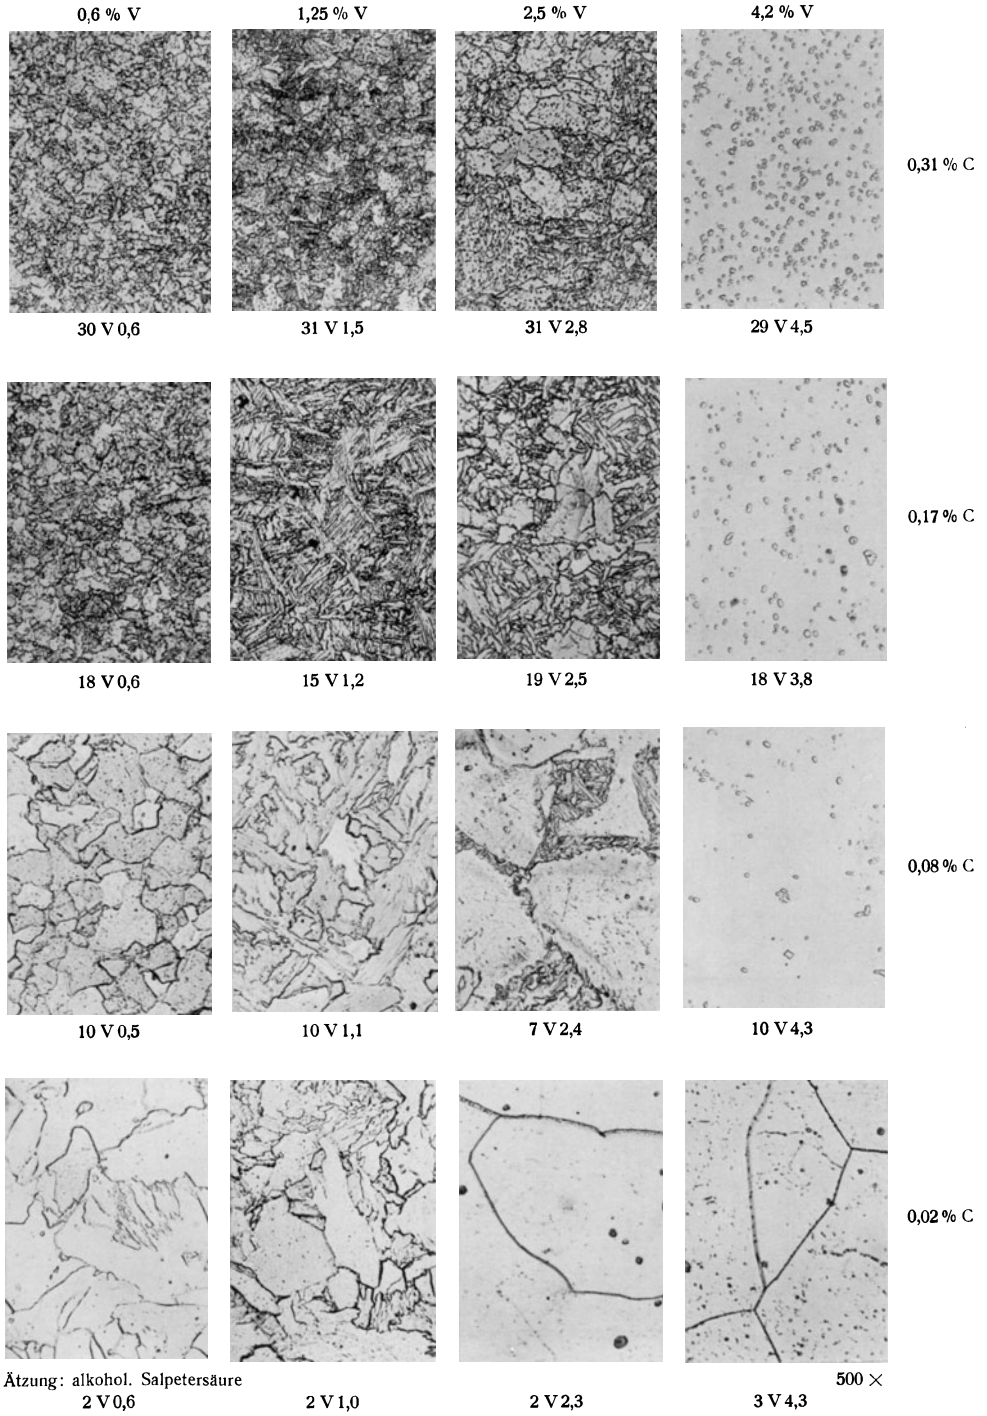 0,6 % V 1,25 % V 2,5 % V 4,2 % V
0,31 % C
30 V 0,6 31 V 1,5 31 V 2,8 29 V 4,5
0,17 % C
18 V 0,6 15 V 1,2 19 V 2,5 18 V 3,8
0,08 % C
10 V 0,5 10 V 1,1 7 V 2,4 10 V 4,3
0,02 % C
Ätzung: alkohol. Salpetersäure 500 ×
2 V 0,6 2 V 1,0 2 V 2,3 3 V 4,3